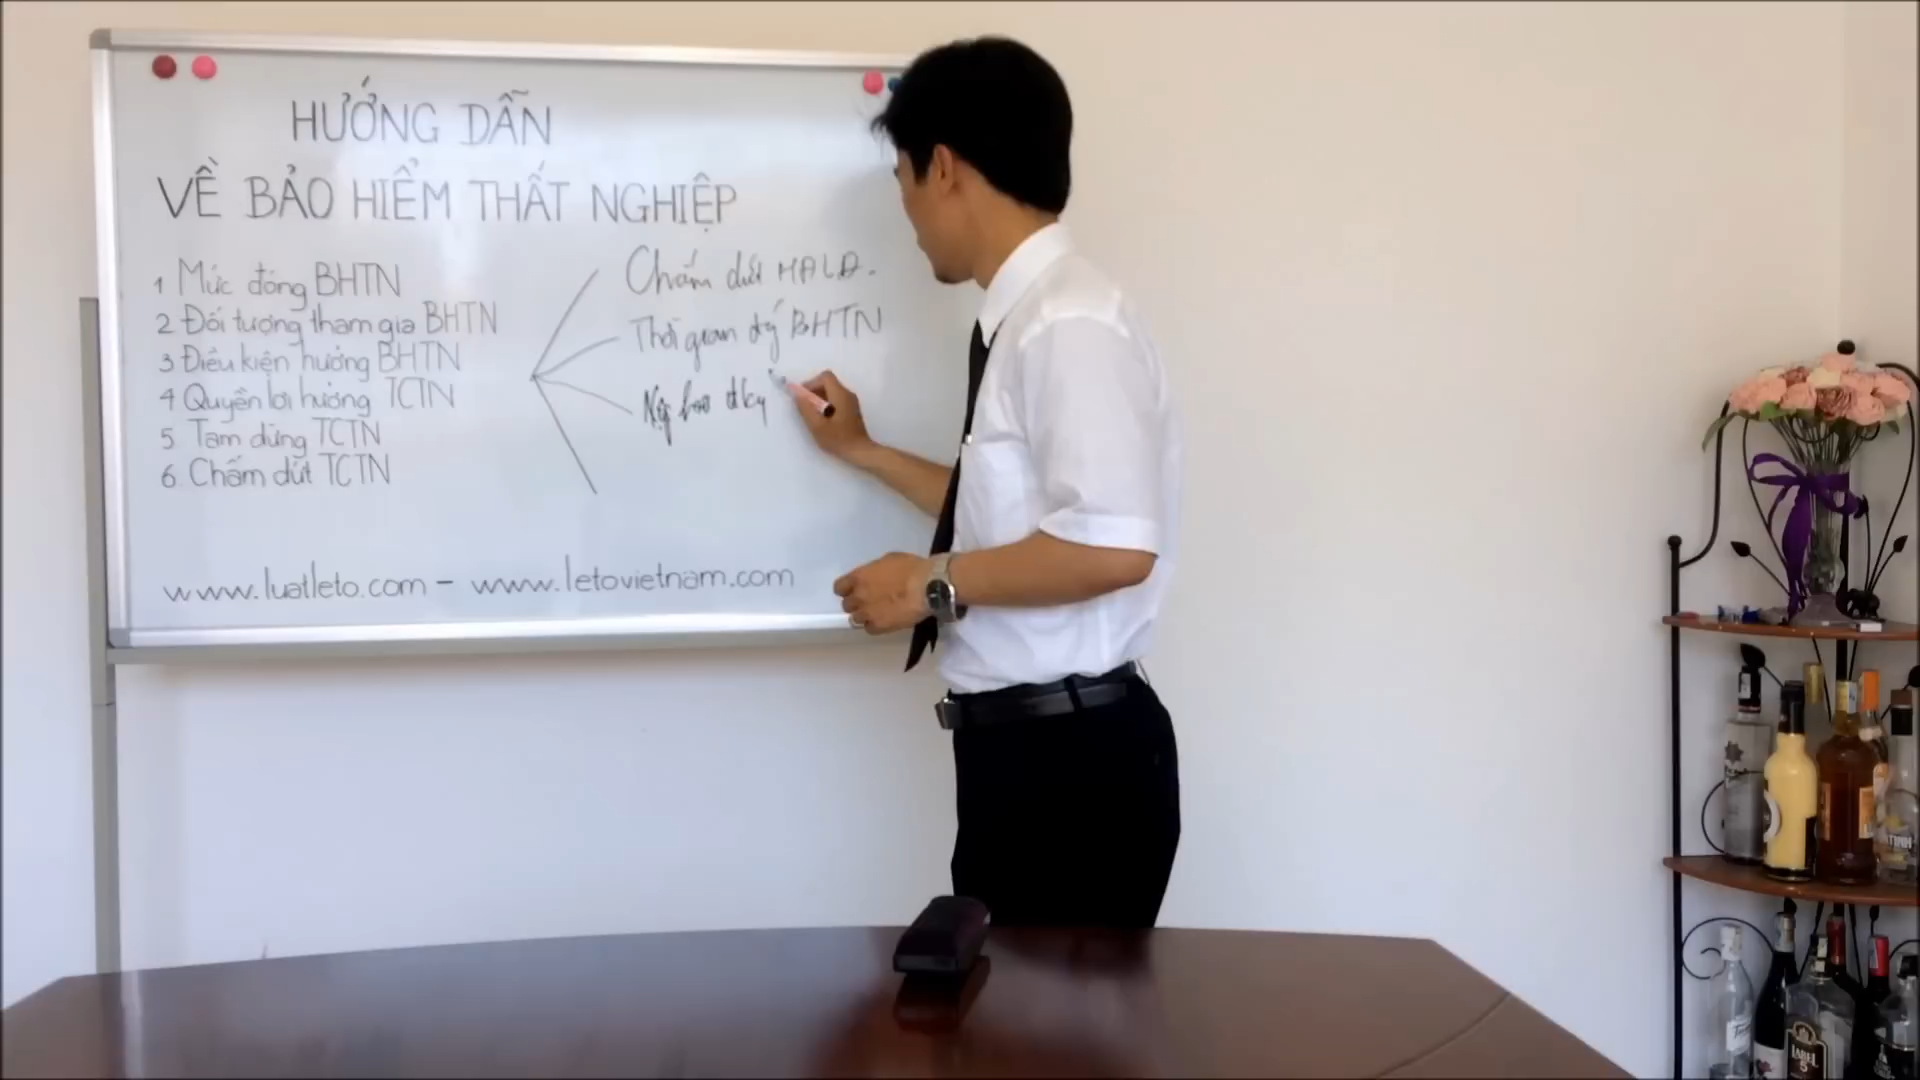 HƯỚNG DẪN
VỀ BẢO HIỂM THẤT NGHIỆP
1 Mức đóng BHTN
2 Đối tượng tham gia BHTN
3 Điều kiện hưởng BHTN
4 Quyền lợi hưởng TCTN
5 Tạm dừng TCTN
6 Chấm dứt TCTN
Chấm dứt HĐLĐ.
Thời gian BHTN
www.luatleto.com - www.letovietnam.com
LABEL
5